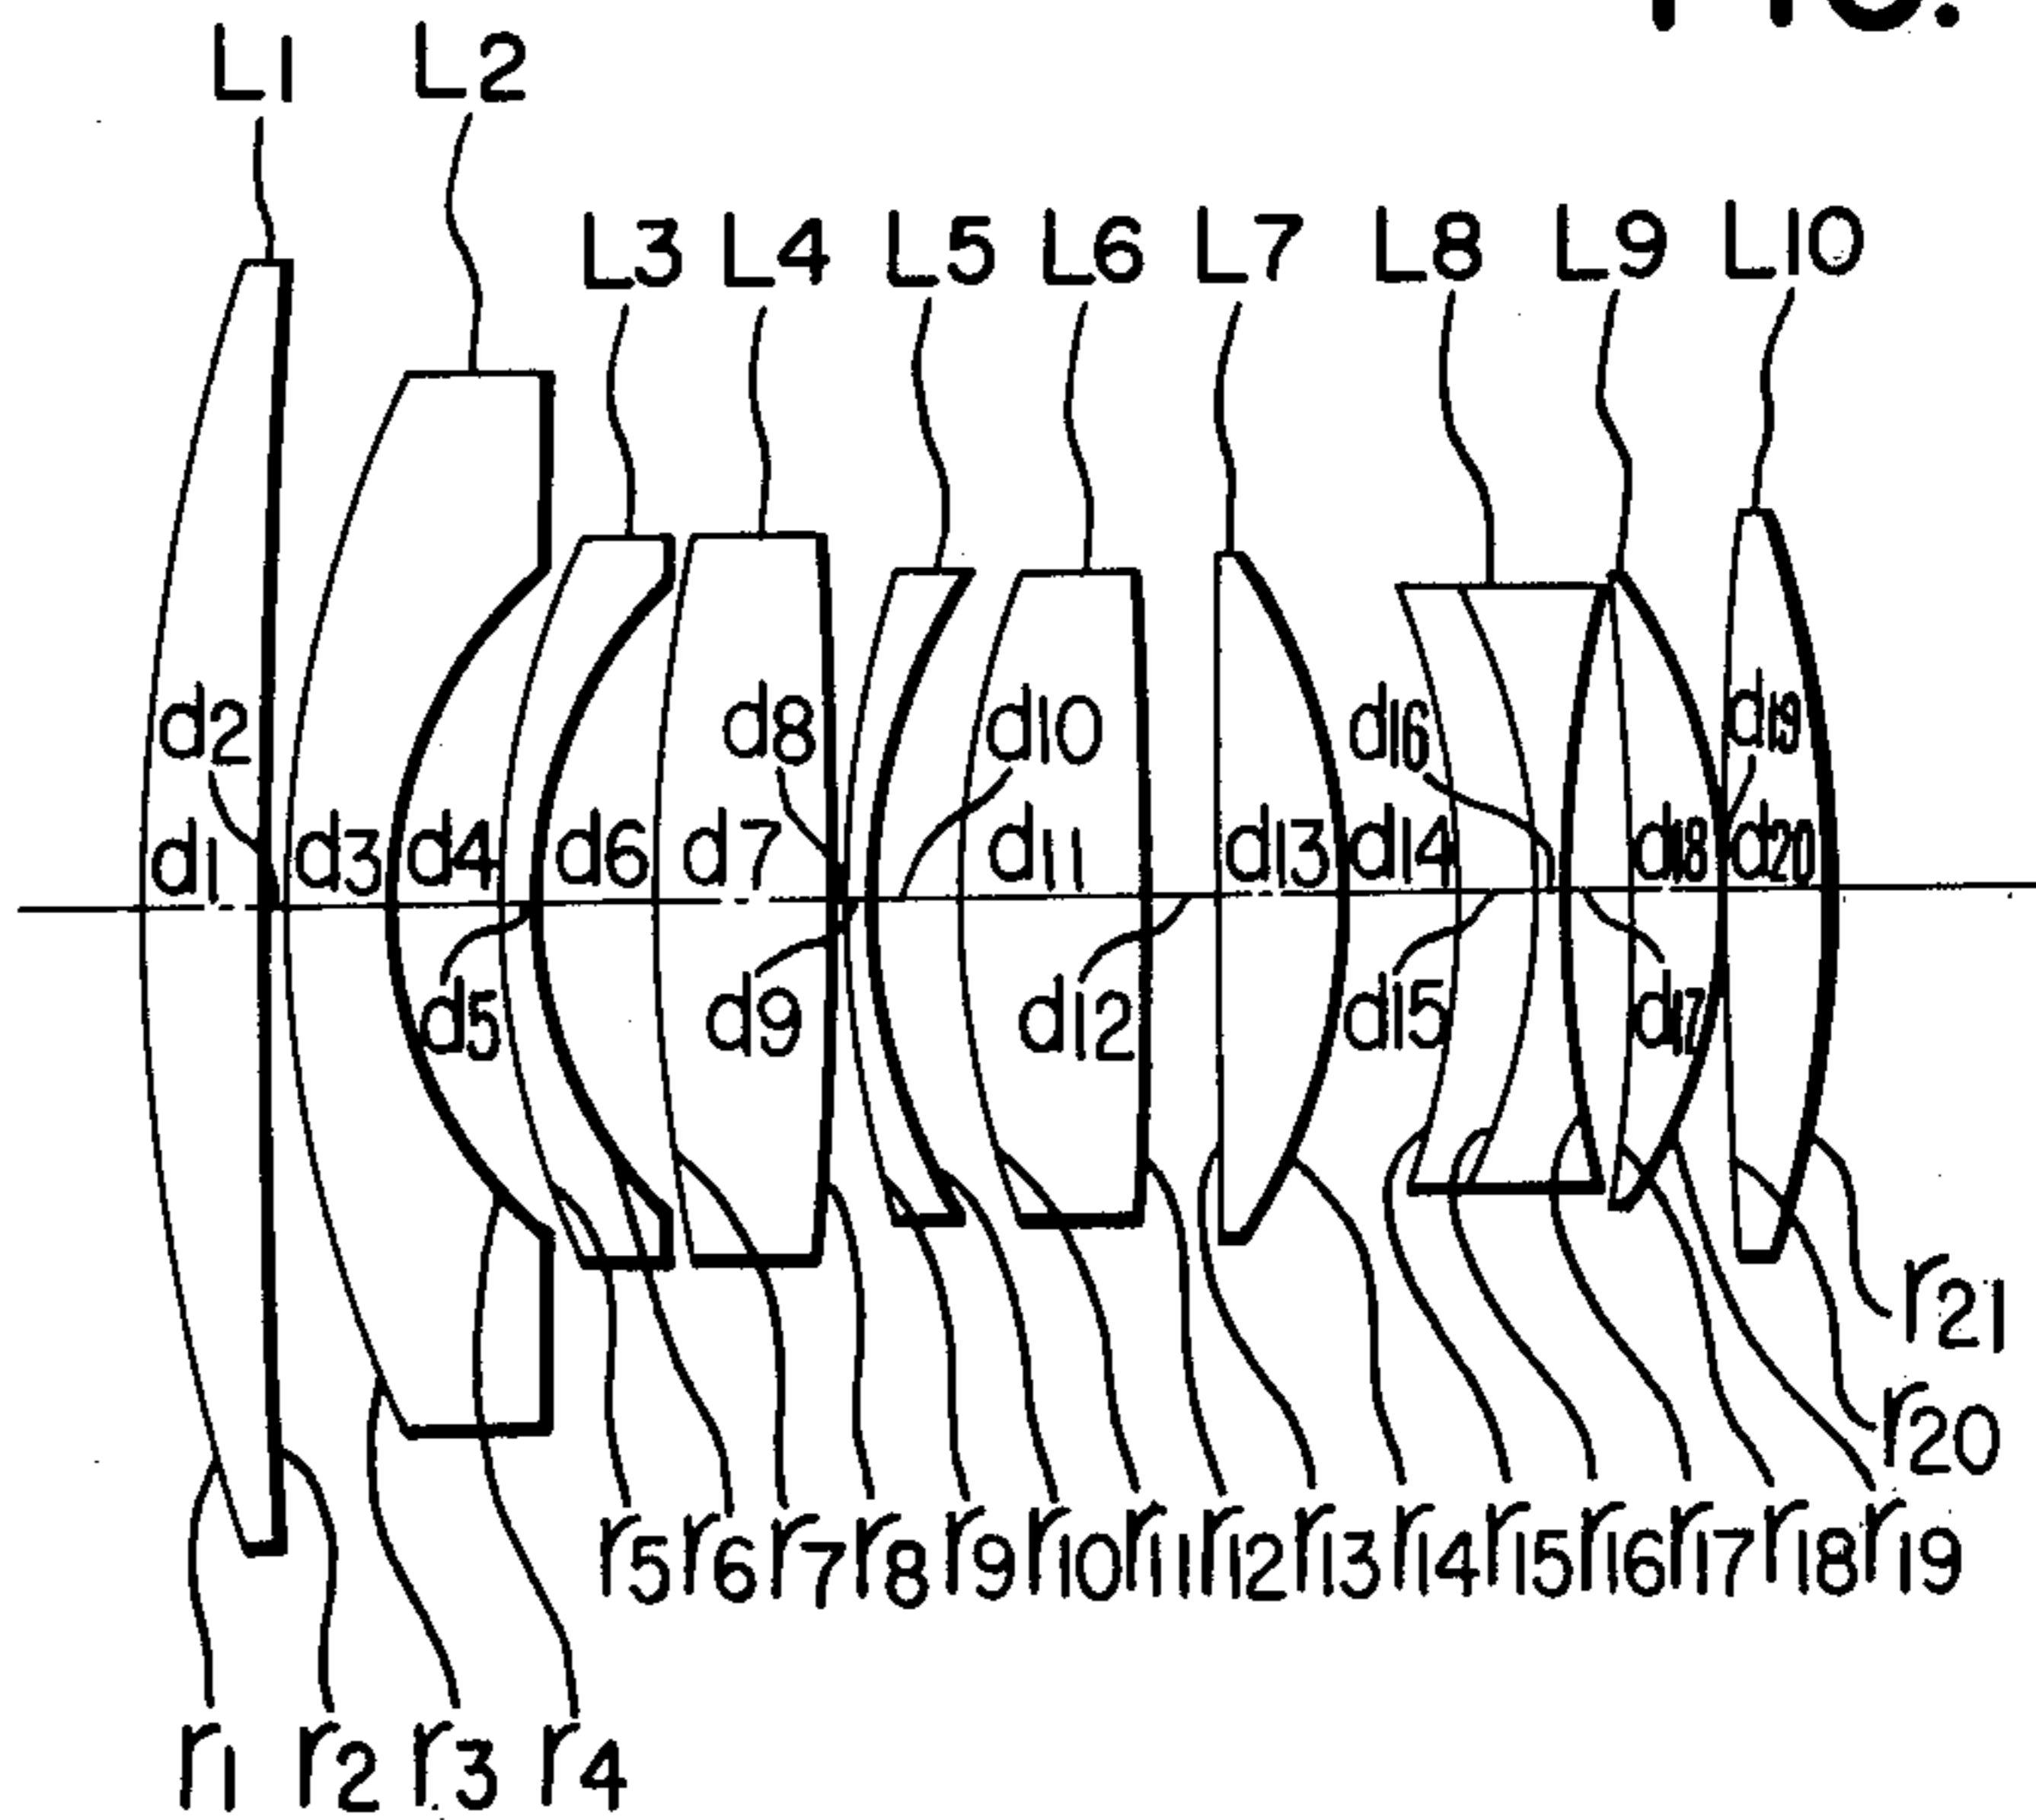 L1 L2
L3 L4 L5 L6 L7 L8 L9 L10
d2 d8 d10 d16 d19
d1 d3 d4 d6 d7 d11 d13 d14 d18 d20
d5 d9 d12 d15 d17
r21
r20
r5 r6 r7 r8 r9 r10 r11 r12 r13 r14 r15 r16 r17 r18 r19
r1 r2 r3 r4